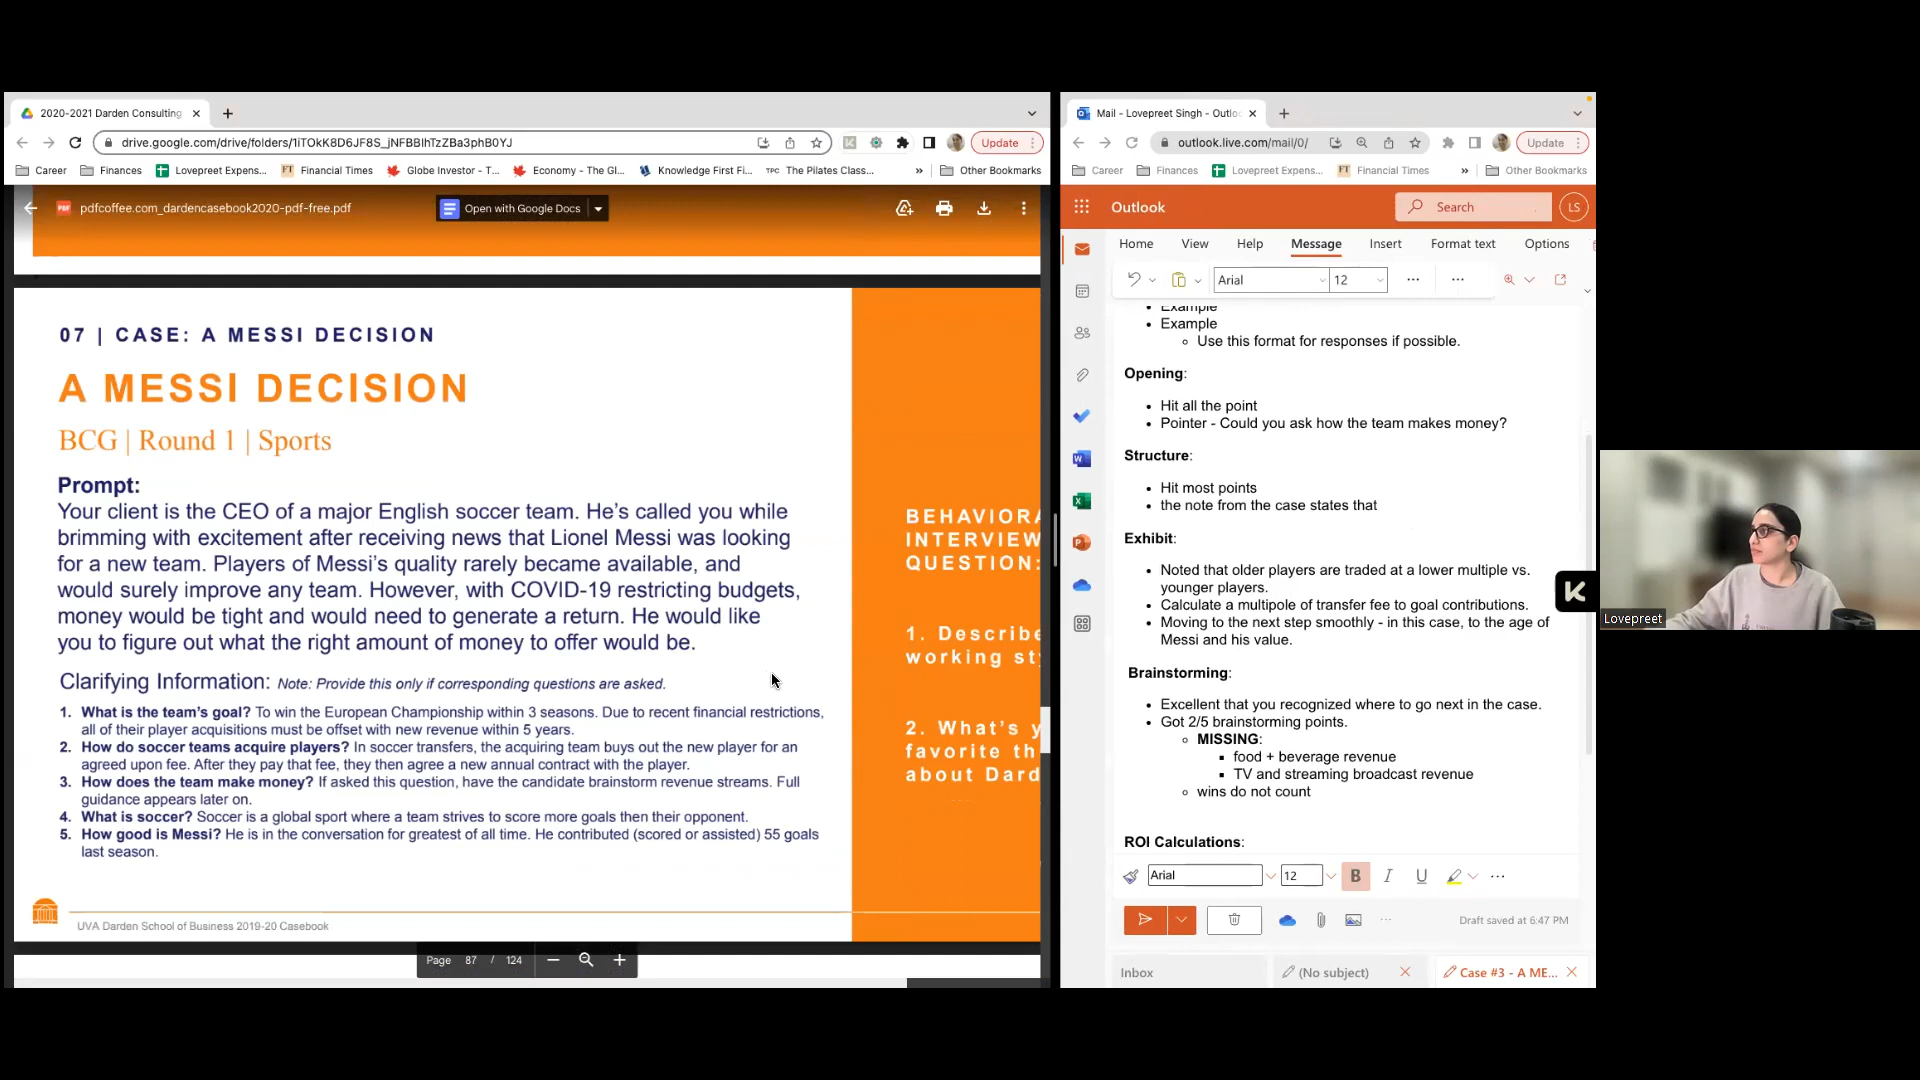 2020-2021 Darden Consulting
drive.google.com/drive/folders/1iTOkK8D6JF8S_jNFBBlhTzZBa3phB0YJ
Update
Career
Finances
Lovepreet Expens...
FT Financial Times
Globe Investor - T...
Economy - The Gl...
Knowledge First Fi...
TPC The Pilates Class...
»
Other Bookmarks
PDF pdfcoffee.com_dardencasebook2020-pdf-free.pdf
Open with Google Docs
07 | CASE: A MESSI DECISION
A MESSI DECISION
BCG | Round 1 | Sports
Prompt:
Your client is the CEO of a major English soccer team. He's called you while
brimming with excitement after receiving news that Lionel Messi was looking
for a new team. Players of Messi's quality rarely became available, and
would surely improve any team. However, with COVID-19 restricting budgets,
money would be tight and would need to generate a return. He would like
you to figure out what the right amount of money to offer would be.
Clarifying Information: Note: Provide this only if corresponding questions are asked.
1. What is the team's goal? To win the European Championship within 3 seasons. Due to recent financial restrictions,
all of their player acquisitions must be offset with new revenue within 5 years.
2. How do soccer teams acquire players? In soccer transfers, the acquiring team buys out the new player for an
agreed upon fee. After they pay that fee, they then agree a new annual contract with the player.
3. How does the team make money? If asked this question, have the candidate brainstorm revenue streams. Full
guidance appears later on.
4. What is soccer? Soccer is a global sport where a team strives to score more goals then their opponent.
5. How good is Messi? He is in the conversation for greatest of all time. He contributed (scored or assisted) 55 goals
last season.
UVA Darden School of Business 2019-20 Casebook
BEHAVIORA
INTERVIEW
QUESTION:
1. Describe
working st
2. What's y
favorite th
about Dard
Page 87 / 124
Mail - Lovepreet Singh - Outlo
outlook.live.com/mail/0/
Update
Career
Finances
Lovepreet Expens...
FT Financial Times
»
Other Bookmarks
Outlook
Search
LS
Home View Help Message Insert Format text Options
Arial 12
• Example
• Example
Use this format for responses if possible.
Opening:
• Hit all the point
• Pointer - Could you ask how the team makes money?
Structure:
• Hit most points
• the note from the case states that
Exhibit:
• Noted that older players are traded at a lower multiple vs.
younger players.
• Calculate a multipole of transfer fee to goal contributions.
• Moving to the next step smoothly - in this case, to the age of
Messi and his value.
Brainstorming:
• Excellent that you recognized where to go next in the case.
• Got 2/5 brainstorming points.
MISSING:
food + beverage revenue
TV and streaming broadcast revenue
wins do not count
ROI Calculations:
Arial 12 B I U
Draft saved at 6:47 PM
Inbox
(No subject)
Case #3 - A ME...
K
Lovepreet